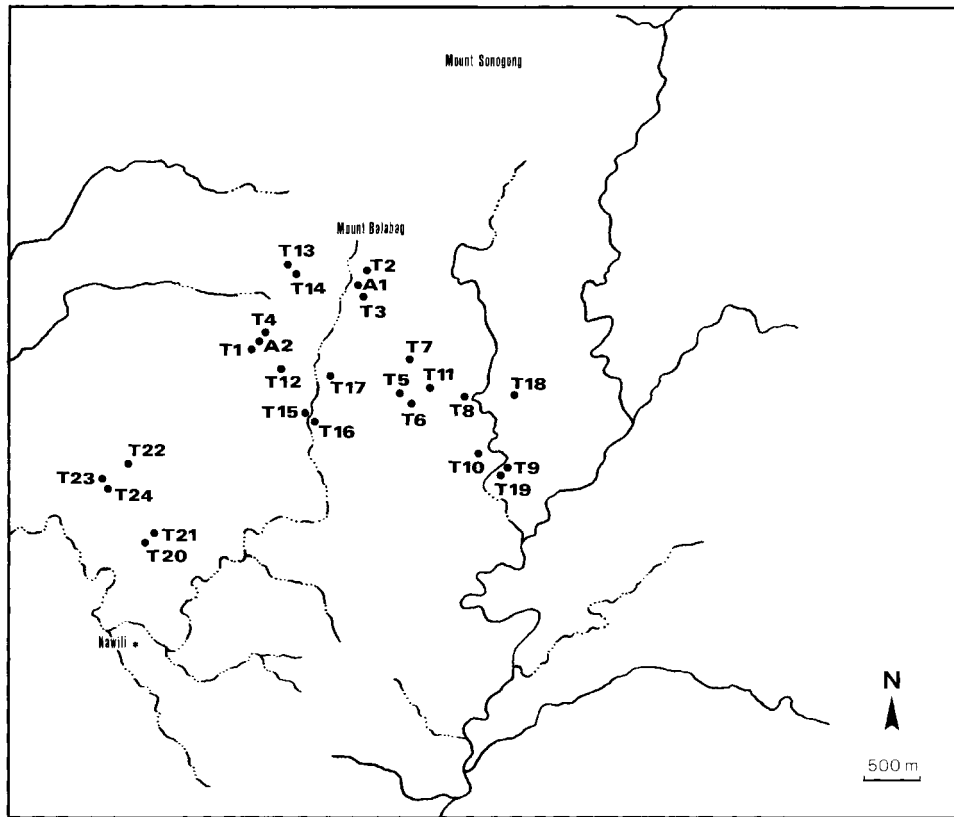 Mount Sonogong
Mount Balabag
T13
T2
T14
A1
T3
T4
T1
A2
T7
T12
T17
T5
T11
T18
T6
T8
T15
T16
T22
T10
T9
T23
T19
T24
T21
T20
Nawili
N
500 m